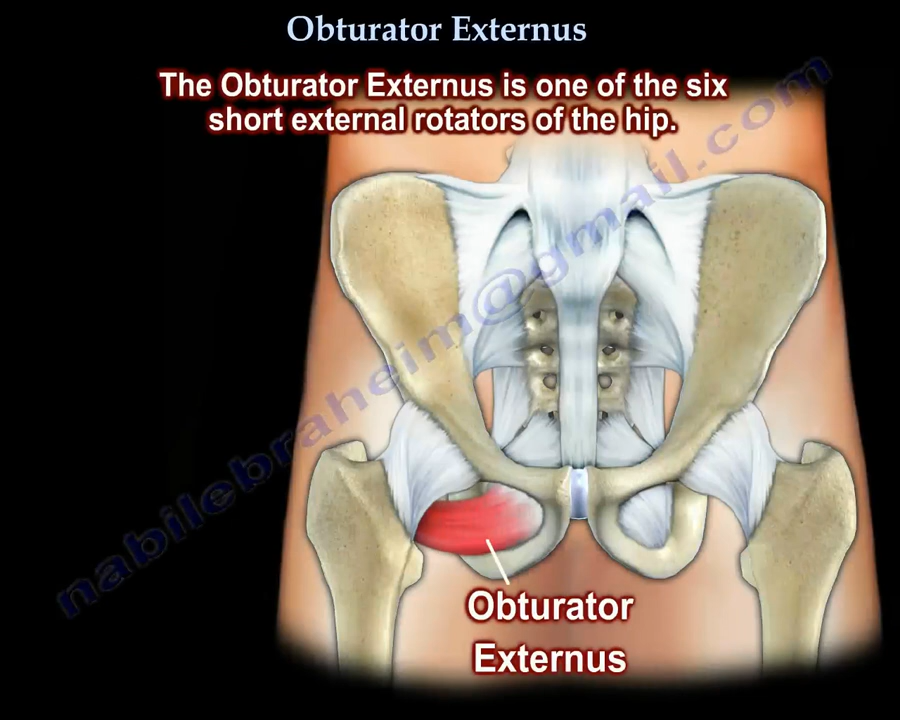 Obturator Externus
The Obturator Externus is one of the six
short external rotators of the hip.
nabilebraheim@gmail.com
Obturator
Externus